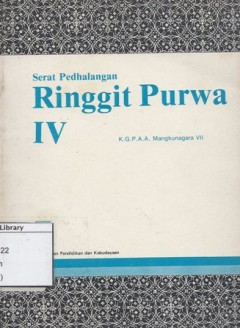 Serat Pedhalangan
Ringgit Purwa
IV
K.G.P.A.A. Mangkunagara VII
Library
22
Pendidikan dan Kebudayaan